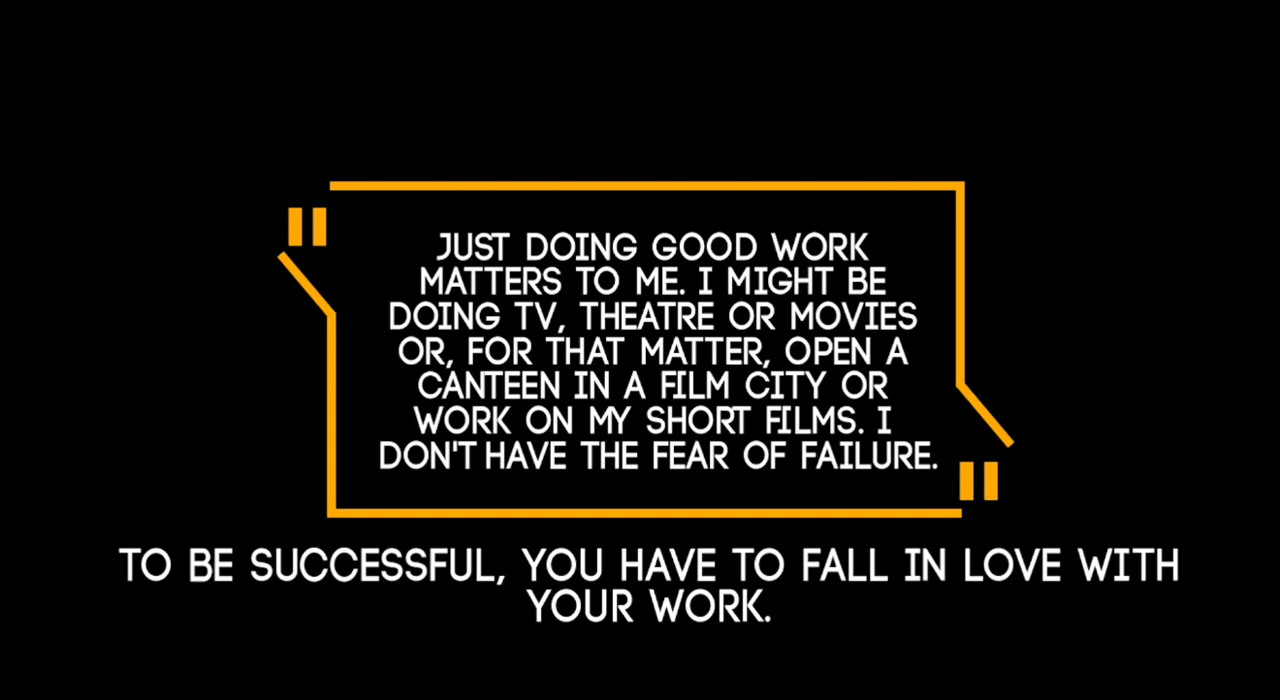 JUST DOING GOOD WORK
MATTERS TO ME. I MIGHT BE
DOING TV, THEATRE OR MOVIES
OR, FOR THAT MATTER, OPEN A
CANTEEN IN A FILM CITY OR
WORK ON MY SHORT FILMS. I
DON'T HAVE THE FEAR OF FAILURE.
TO BE SUCCESSFUL, YOU HAVE TO FALL IN LOVE WITH
YOUR WORK.